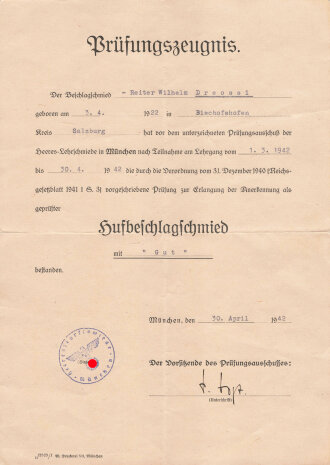 Prüfungszeugnis.
Der Beschlagschmied - Reiter Wilhelm
geboren am 3. 4. 1922 in Bischofshofen
Kreis Salzburg - hat vor dem unterzeichneten Prüfungsausschuß der
Heeres-Lehrschmiede in München nach Teilnahme am Lehrgang vom 1. 3. 1942
bis 30. 4. 1942 die durch die Verordnung vom 31. Dezember 1940 (Reichs-
gesetzblatt 1941 I S. 3) vorgeschriebene Prüfung zur Erlangung der Anerkennung als
geprüfter
Hufbeschlagschmied
mit " Gut "
bestanden.
München, den 30. April 1942
Der Vorsitzende des Prüfungsausschusses:
(Unterschrift)
München